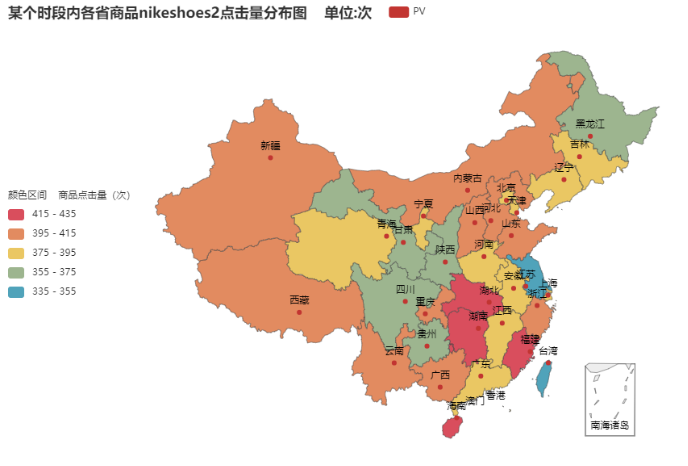 某个时段内各省商品nikeshoes2点击量分布图 单位:次
PV
黑龙江
吉林
辽宁
新疆
内蒙古
北京
天津
颜色区间 商品点击量（次）
415 - 435
395 - 415
375 - 395
355 - 375
335 - 355
宁夏
山西
河北
山东
青海
甘肃
陕西
河南
安徽
江苏
上海
四川
湖北
浙江
西藏
重庆
湖南
江西
贵州
福建
云南
台湾
广西
广东
香港
澳门
海南
南海诸岛